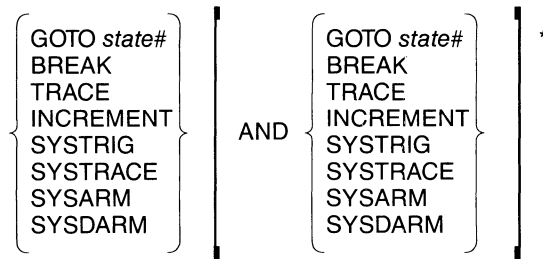 GOTO state# GOTO state# *
BREAK BREAK
TRACE TRACE
INCREMENT AND INCREMENT
SYSTRIG SYSTRIG
SYSTRACE SYSTRACE
SYSARM SYSARM
SYSDARM SYSDARM